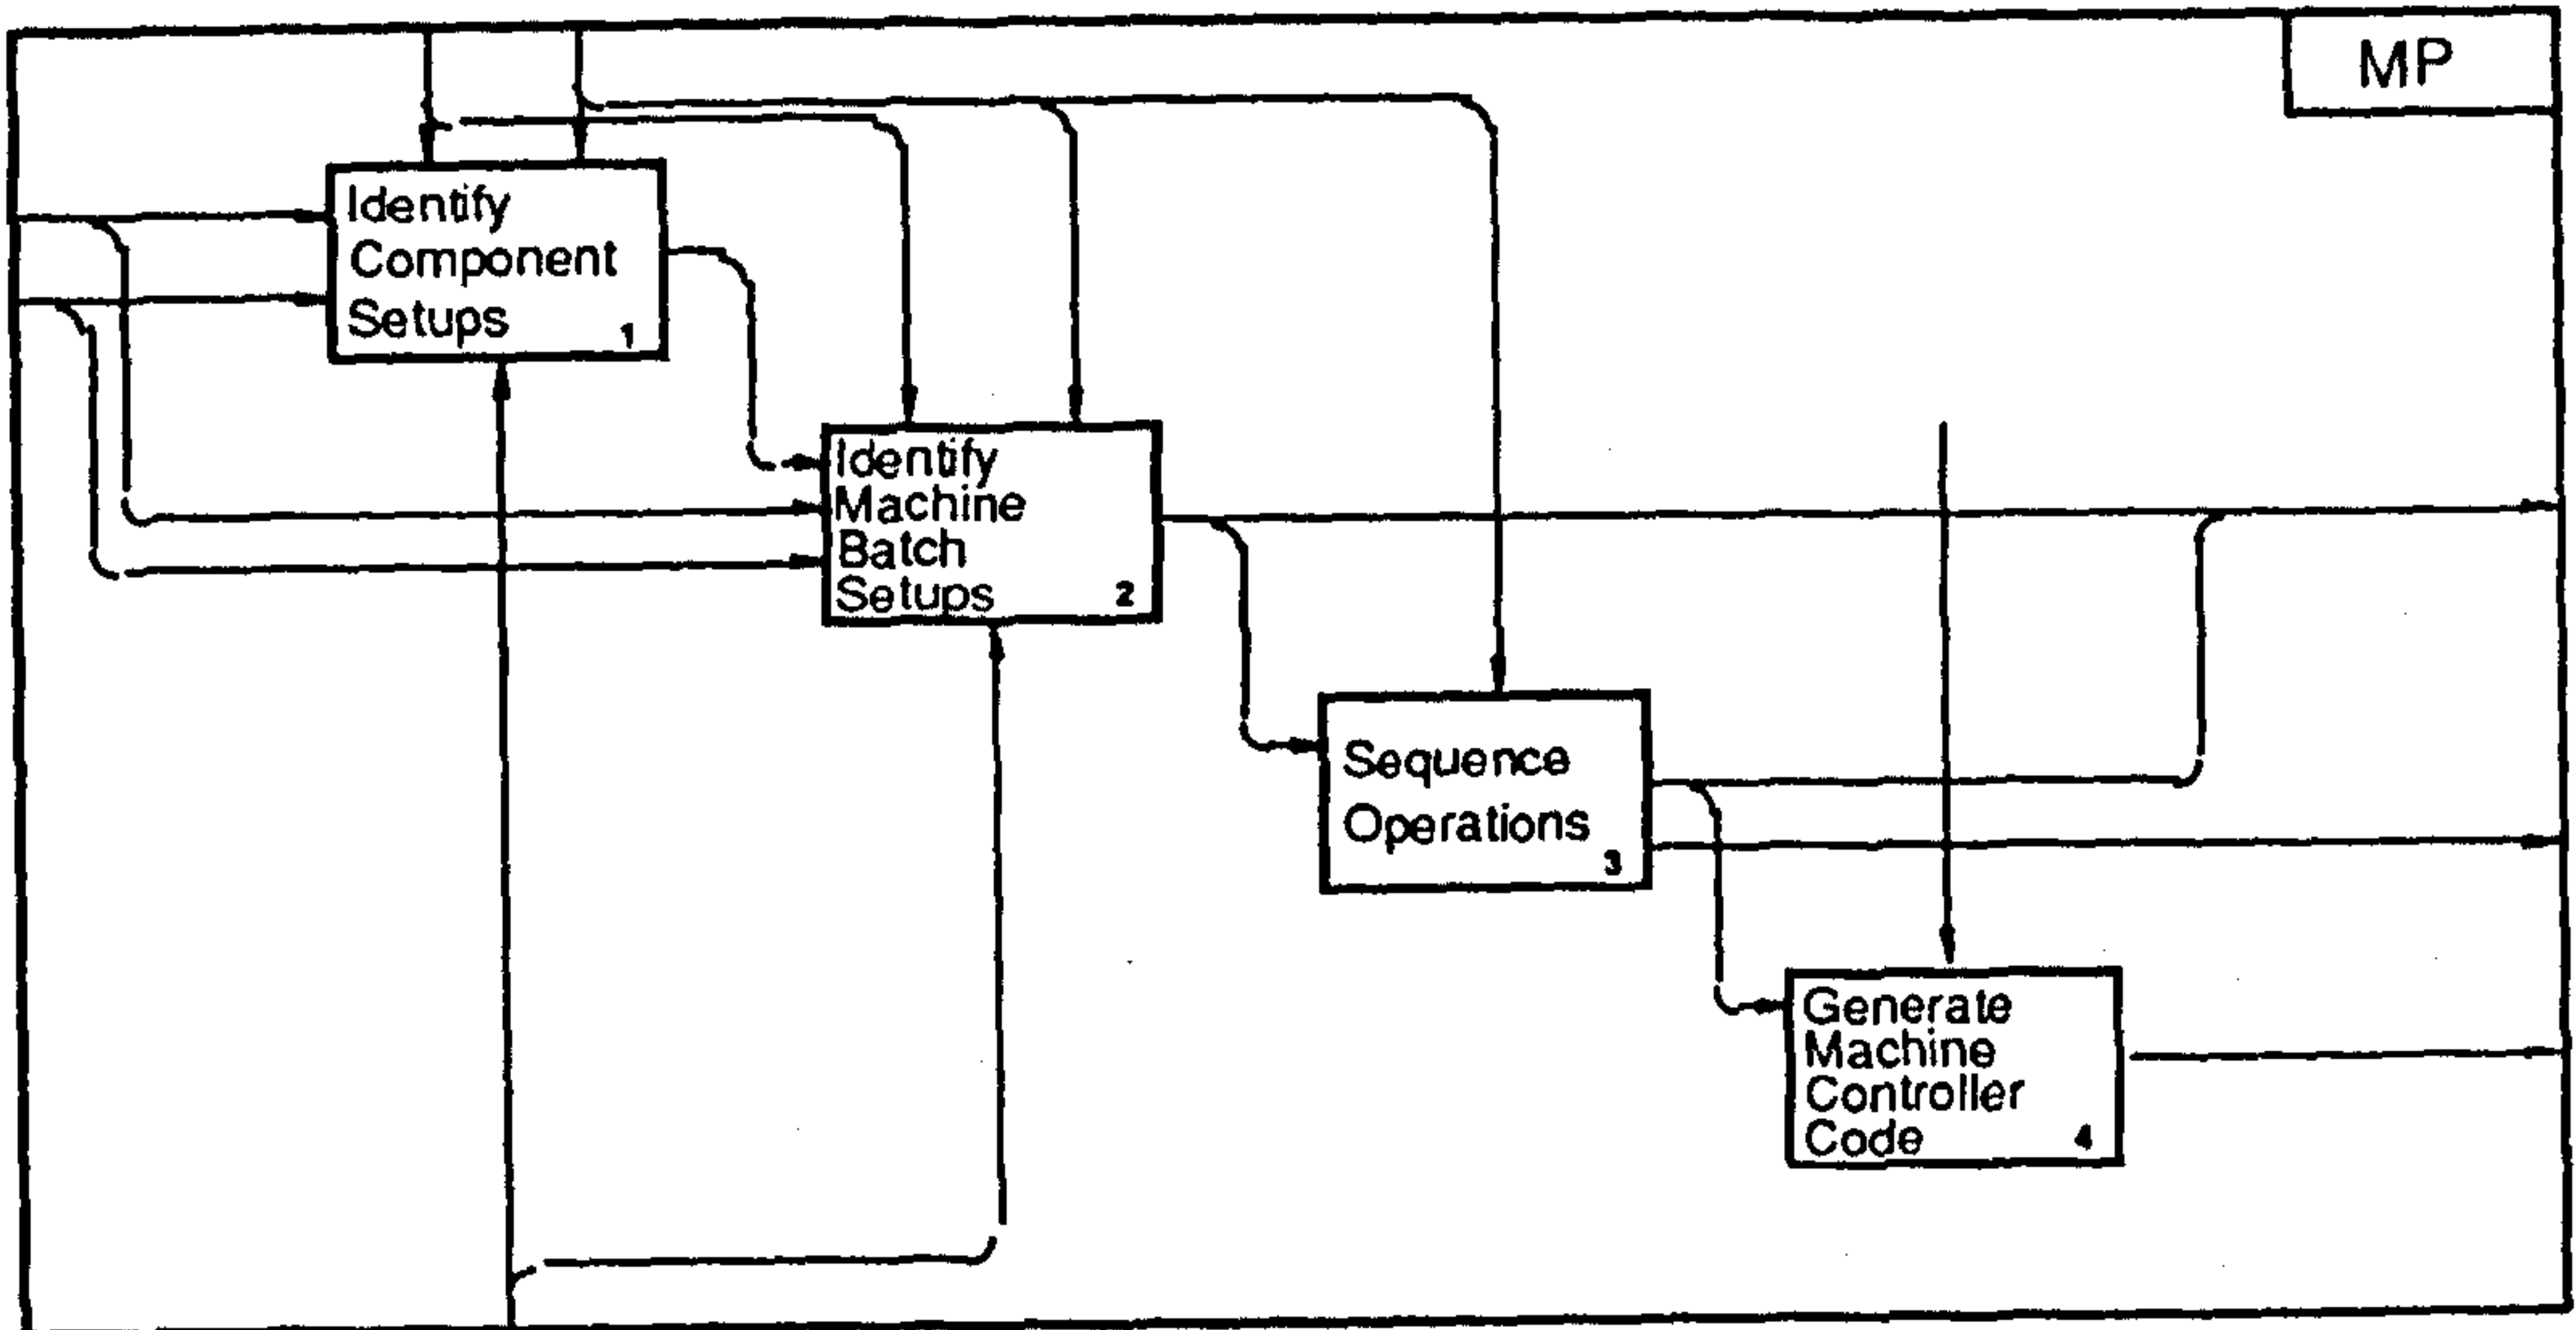 MP
Identify
Component
Setups
1
Identify
Machine
Batch
Setups
2
Sequence
Operations
3
Generate
Machine
Controller
Code
4